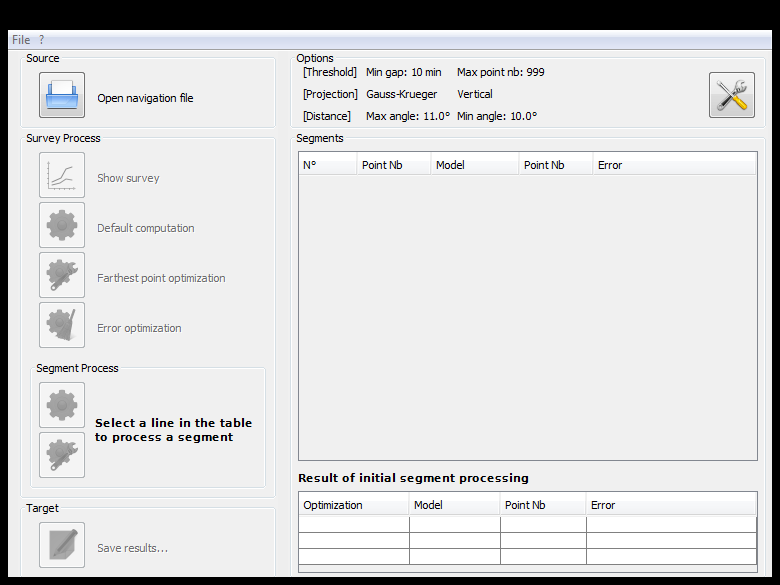 File ?
Source
Open navigation file
Survey Process
Show survey
Default computation
Farthest point optimization
Error optimization
Segment Process
Select a line in the table
to process a segment
Target
Save results...
Options
[Threshold] Min gap: 10 min Max point nb: 999
[Projection] Gauss-Krueger Vertical
[Distance] Max angle: 11.0° Min angle: 10.0°
Segments
N° Point Nb Model Point Nb Error
Result of initial segment processing
Optimization Model Point Nb Error